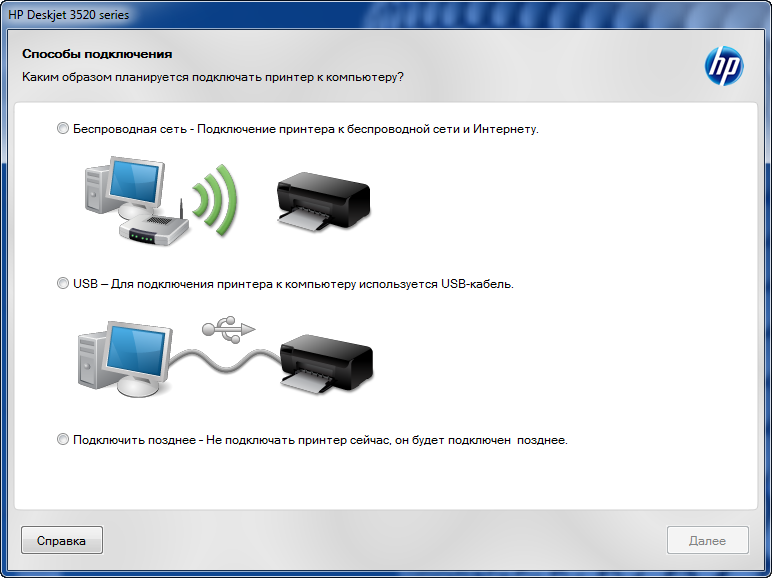 HP Deskjet 3520 series
Способы подключения
Каким образом планируется подключать принтер к компьютеру?
hp
Беспроводная сеть - Подключение принтера к беспроводной сети и Интернету.
USB – Для подключения принтера к компьютеру используется USB-кабель.
Подключить позднее - Не подключать принтер сейчас, он будет подключен  позднее.
Справка
Далее